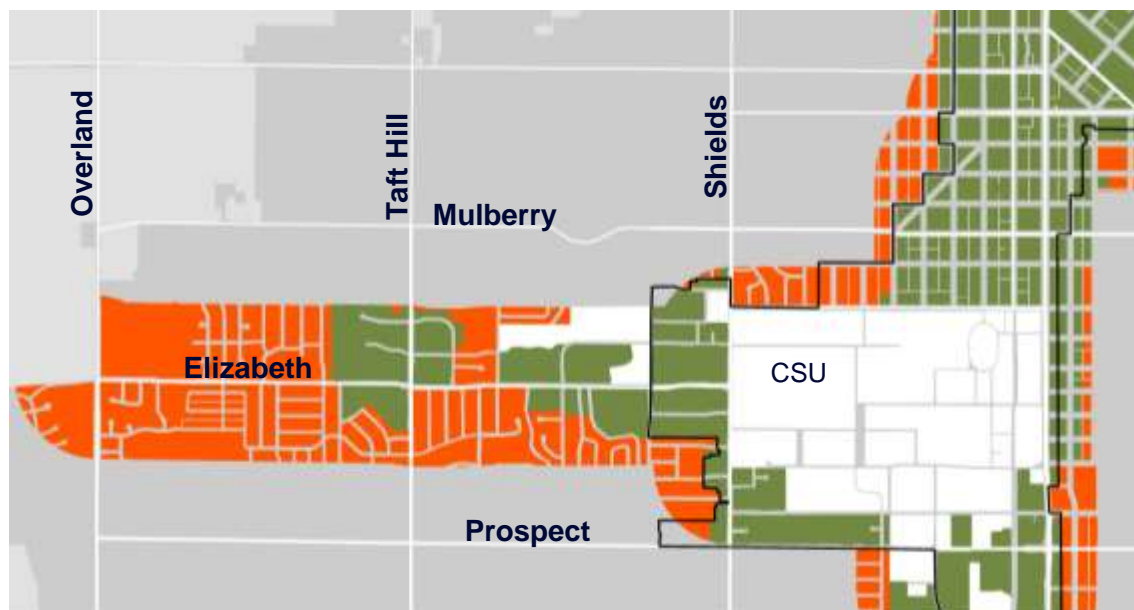 Overland
Taft Hill
Shields
Mulberry
Elizabeth
CSU
Prospect